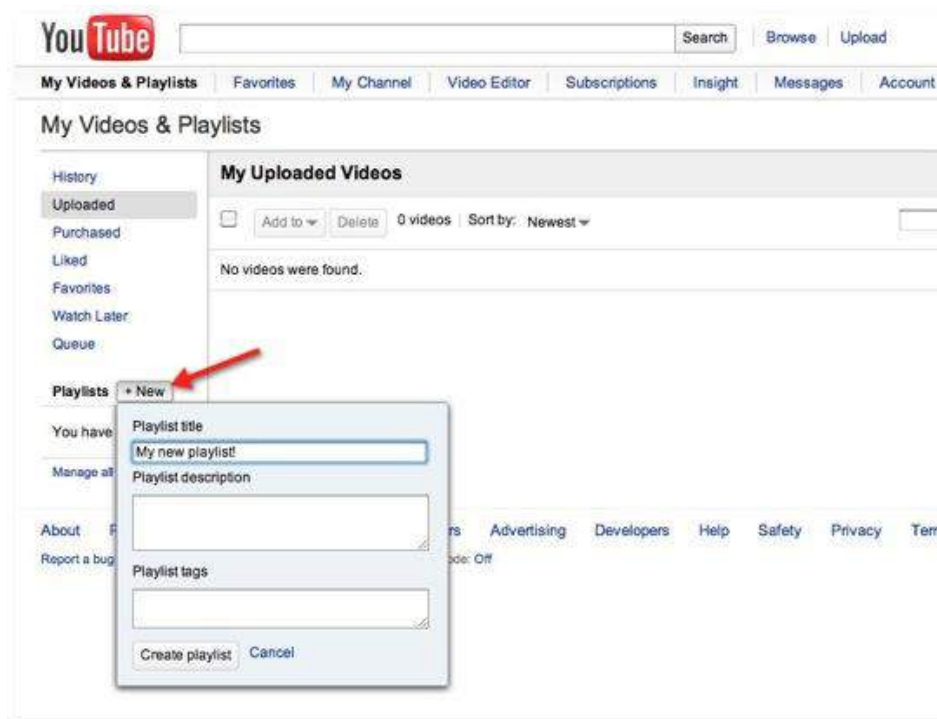 YouTube
Search Browse Upload
My Videos & Playlists Favorites My Channel Video Editor Subscriptions Insight Messages Account
My Videos & Playlists
History
Uploaded
Purchased
Liked
Favorites
Watch Later
Queue
My Uploaded Videos
Add to Delete 0 videos Sort by: Newest
No videos were found.
Playlists + New
You have
Manage all
Playlist title
My new playlist!
Playlist description
Playlist tags
Create playlist Cancel
About Advertising Developers Help Safety Privacy
Report a bug Off